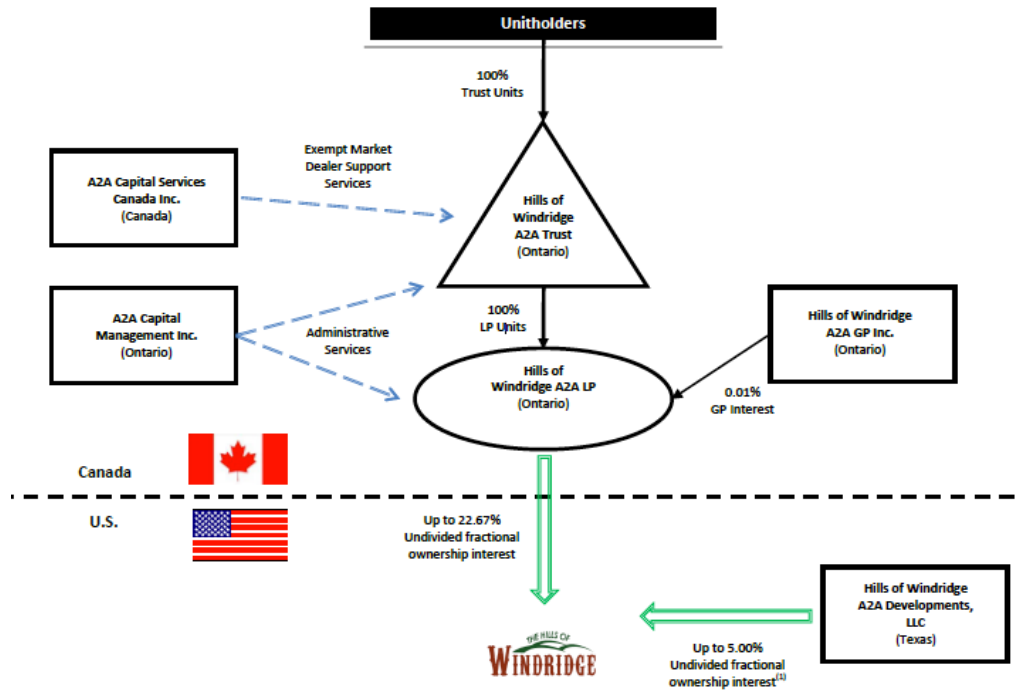 Unitholders
100%
Trust Units
Exempt Market
Dealer Support
Services
A2A Capital Services
Canada Inc.
(Canada)
Hills of
Windridge
A2A Trust
(Ontario)
A2A Capital
Management Inc.
(Ontario)
Administrative
Services
100%
LP Units
Hills of Windridge
A2A GP Inc.
(Ontario)
Hills of
Windridge A2A LP
(Ontario)
0.01%
GP Interest
Canada
U.S.
Up to 22.67%
Undivided fractional
ownership interest
Hills of Windridge
A2A Developments,
LLC
(Texas)
THE HILLS OF
WINDRIDGE
Up to 5.00%
Undivided fractional
ownership interest(1)